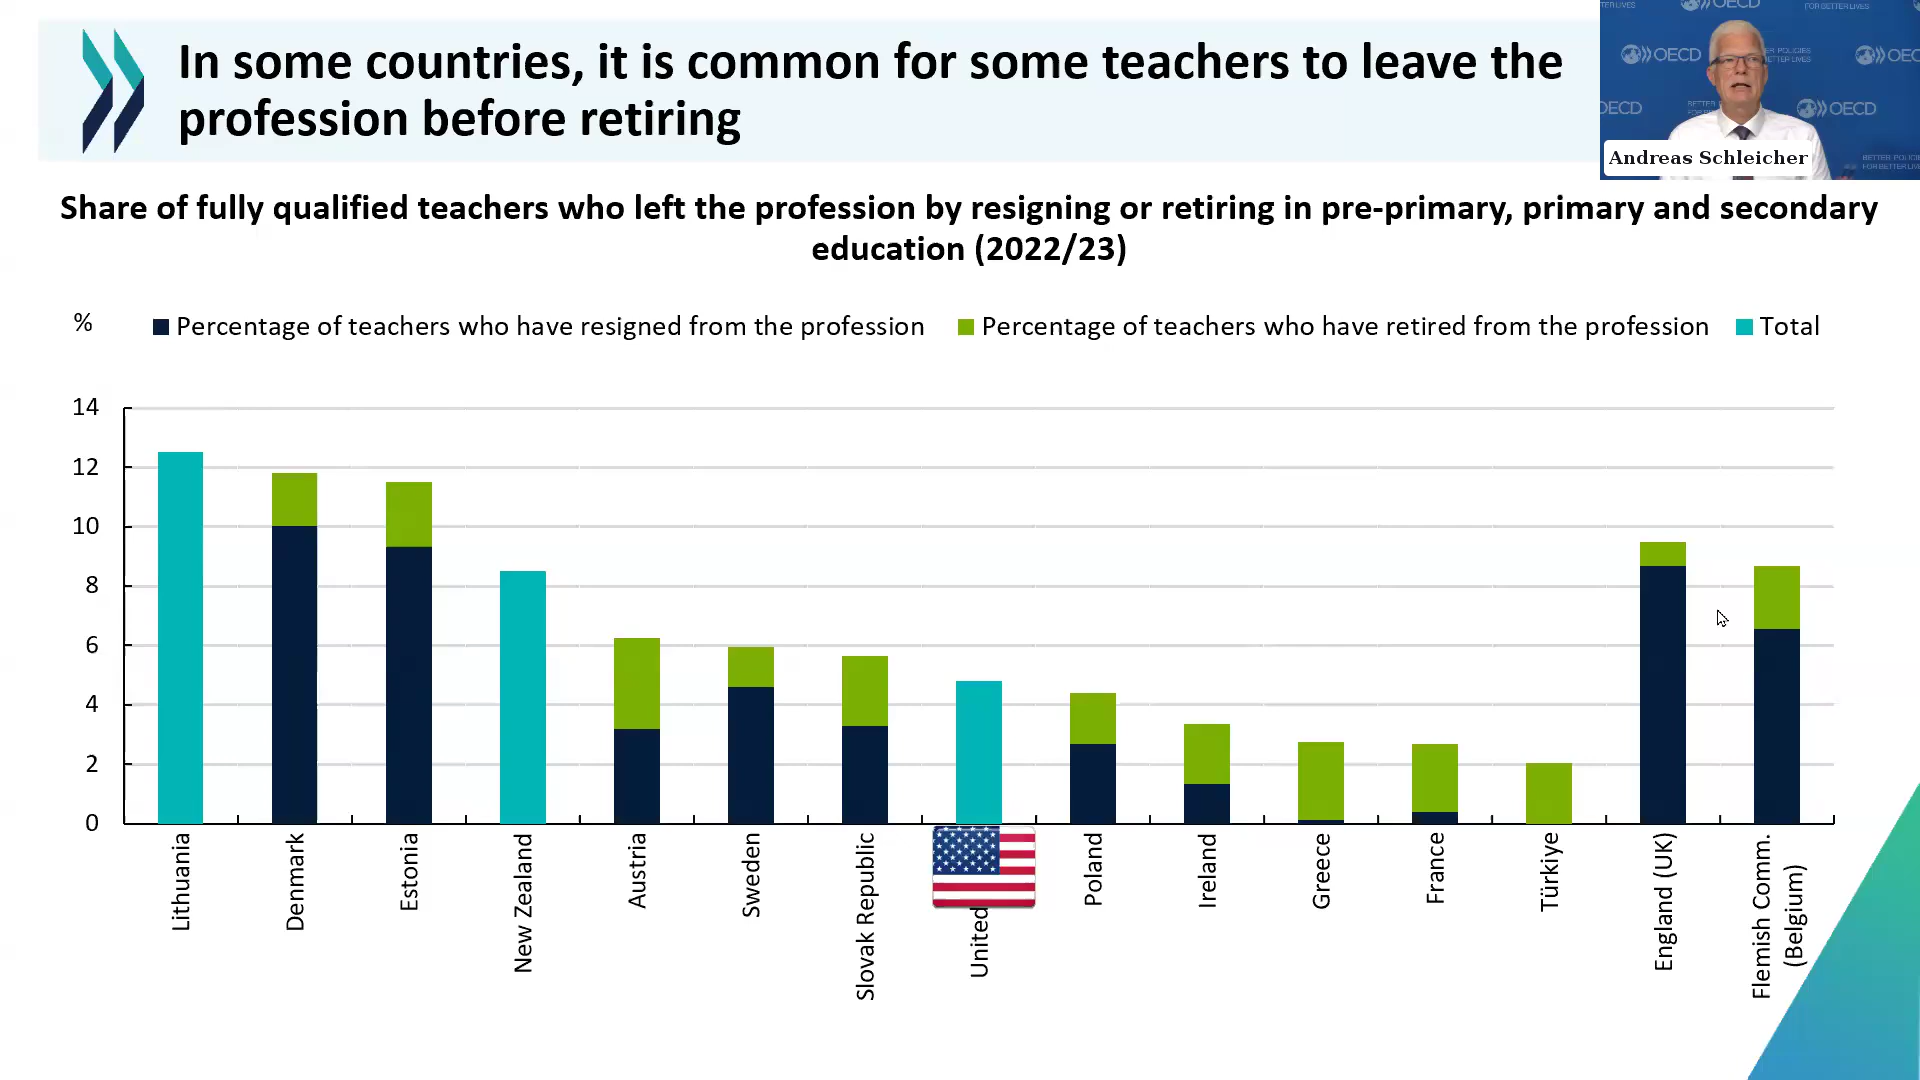 In some countries, it is common for some teachers to leave the
profession before retiring
OECD
OECD
OECD
OECD
Andreas Schleicher
Share of fully qualified teachers who left the profession by resigning or retiring in pre-primary, primary and secondary
education (2022/23)
%
Percentage of teachers who have resigned from the profession
Percentage of teachers who have retired from the profession
Total
14
12
10
8
6
4
2
0
Lithuania
Denmark
Estonia
New Zealand
Austria
Sweden
Slovak Republic
United
Poland
Ireland
Greece
France
Türkiye
England (UK)
Flemish Comm.
(Belgium)